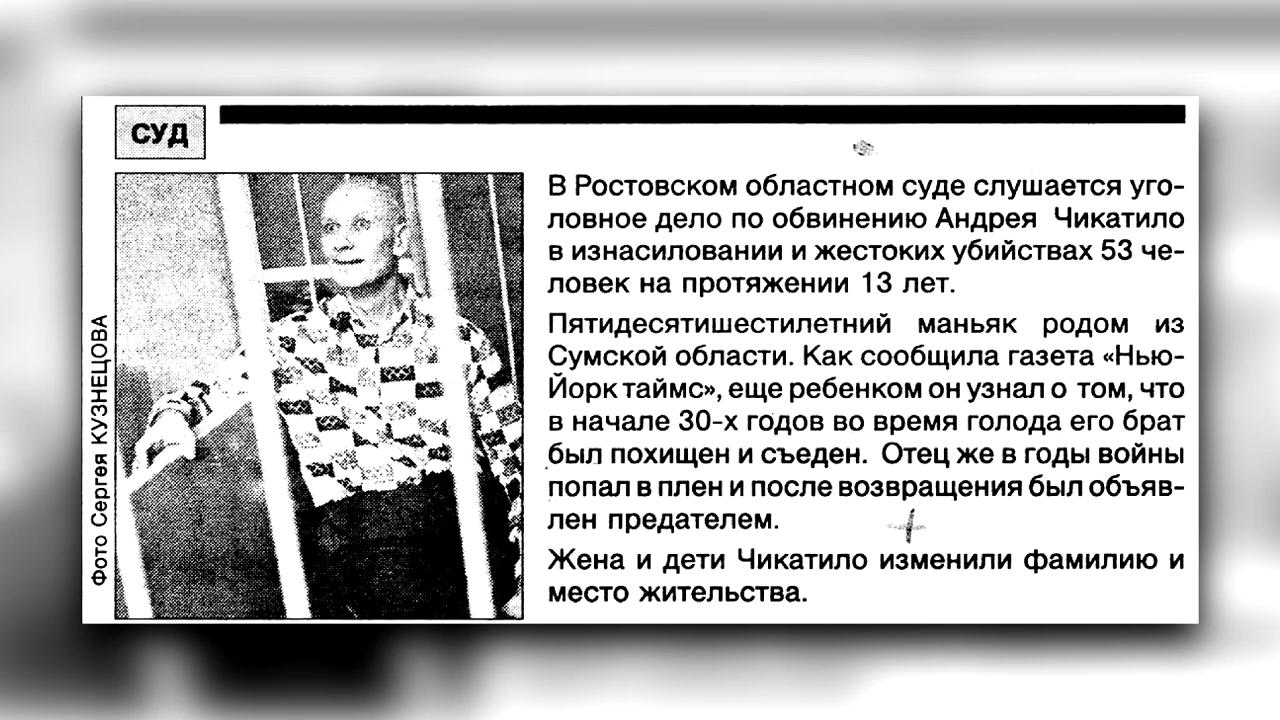 СУД
В Ростовском областном суде слушается уго-
ловное дело по обвинению Андрея Чикатило
в изнасиловании и жестоких убийствах 53 че-
ловек на протяжении 13 лет.
Пятидесятишестилетний маньяк родом из
Сумской области. Как сообщила газета «Нью-
Йорк таймс», еще ребенком он узнал о том, что
в начале 30-х годов во время голода его брат
был похищен и съеден. Отец же в годы войны
попал в плен и после возвращения был объяв-
лен предателем.
Жена и дети Чикатило изменили фамилию и
место жительства.
Фото Сергея КУЗНЕЦОВА